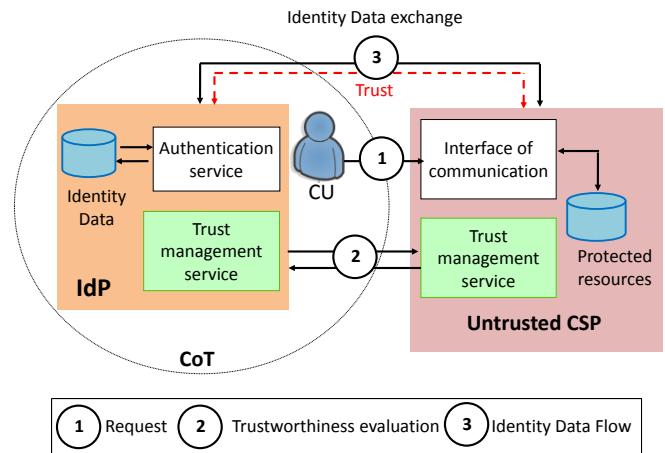 Identity Data exchange
3
Trust
Authentication
service
Identity
Data
CU
1
Interface of
communication
Trust
management
service
2
Trust
management
service
Protected
resources
IdP
Untrusted CSP
CoT
1 Request 2 Trustworthiness evaluation 3 Identity Data Flow